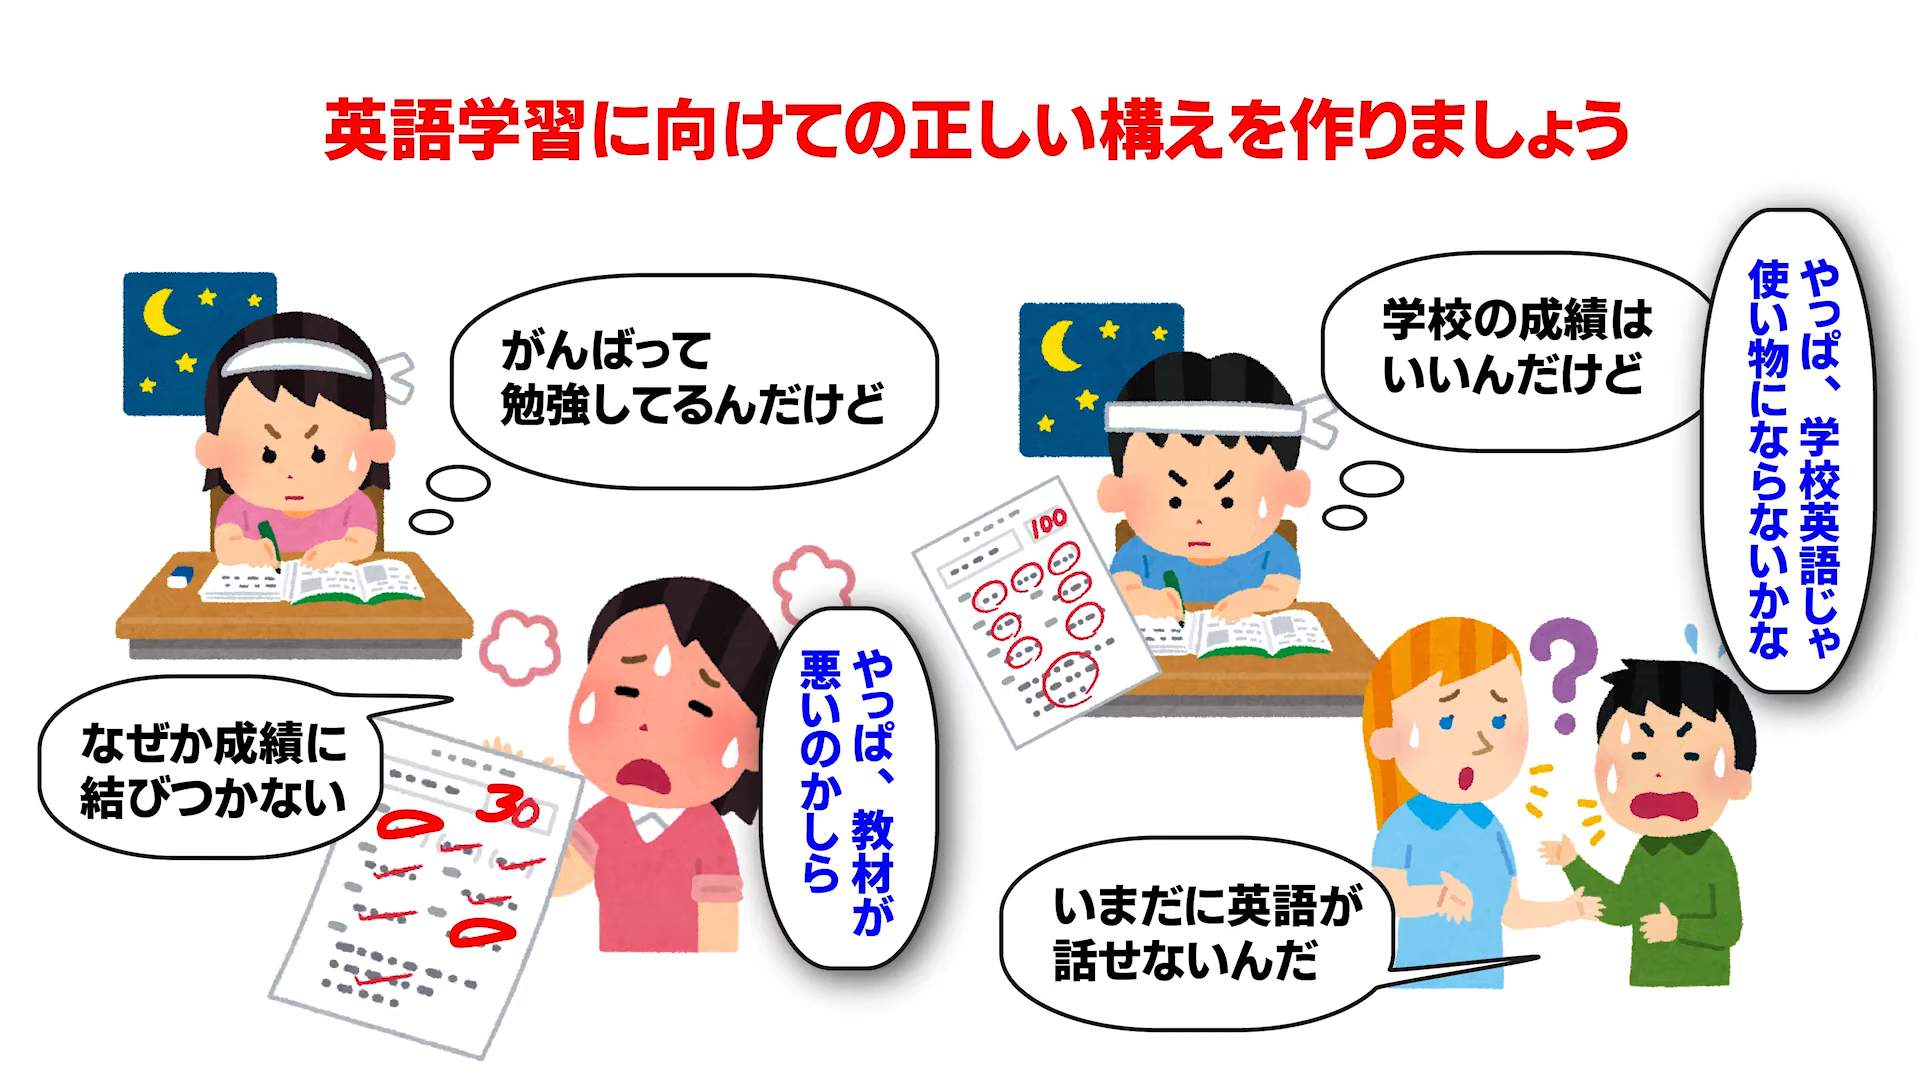 英語学習に向けての正しい構えを作りましょう
がんばって
勉強してるんだけど
なぜか成績に
結びつかない
30
やっぱ、教材が
悪いのかしら
学校の成績は
いいんだけど
100
いまだに英語が
話せないんだ
?
やっぱ、学校英語じゃ
使い物にならないかな